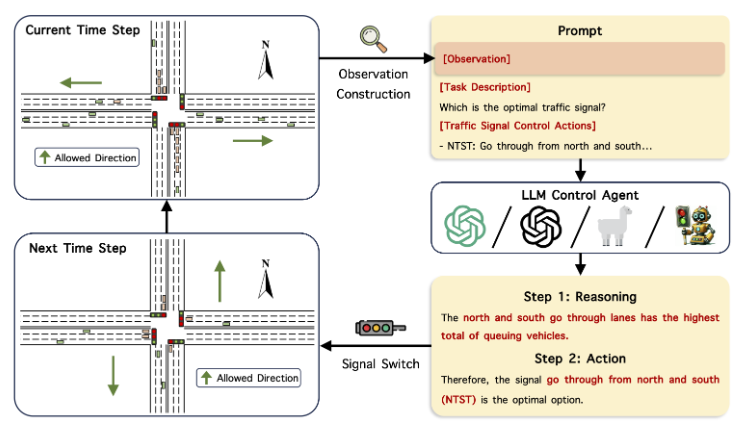 Current Time Step
N
Allowed Direction
Observation
Construction
Prompt
[Observation]
[Task Description]
Which is the optimal traffic signal?
[Traffic Signal Control Actions]
- NTST: Go through from north and south...
LLM Control Agent
Next Time Step
N
Allowed Direction
Signal Switch
Step 1: Reasoning
The north and south go through lanes has the highest
total of queuing vehicles.
Step 2: Action
Therefore, the signal go through from north and south
(NTST) is the optimal option.